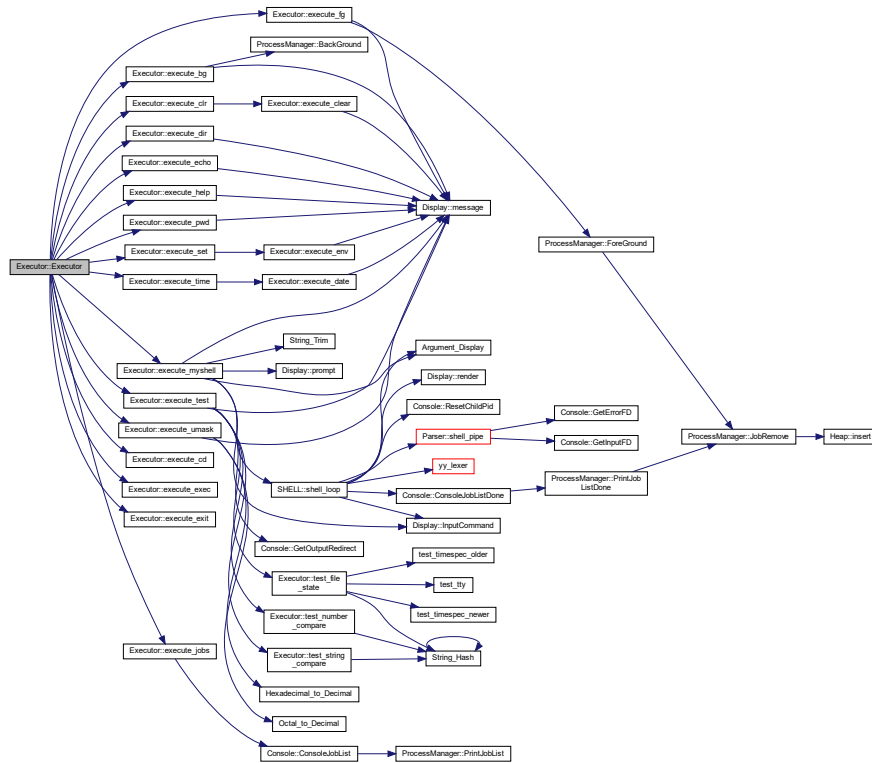 Executor::execute_fg
ProcessManager::BackGround
Executor::execute_bg
Executor::execute_clr
Executor::execute_clear
Executor::execute_dir
Executor::execute_echo
Executor::execute_help
Display::message
Executor::execute_pwd
ProcessManager::ForeGround
Executor::execute_set
Executor::execute_env
Executor::Executor
Executor::execute_time
Executor::execute_date
String_Trim
Argument_Display
Executor::execute_myshell
Display::prompt
Display::render
Executor::execute_test
Console::ResetChildPid
Console::GetErrorFD
Executor::execute_umask
Parser::shell_pipe
Console::GetInputFD
ProcessManager::JobRemove
Heap::insert
Executor::execute_cd
yy_lexer
Executor::execute_exec
SHELL::shell_loop
Console::ConsoleJobListDone
ProcessManager::PrintJob
ListDone
Executor::execute_exit
Display::InputCommand
Console::GetOutputRedirect
test_timespec_older
Executor::test_file
_state
test_tty
Executor::test_number
_compare
test_timespec_newer
Executor::execute_jobs
Executor::test_string
_compare
String_Hash
Hexadecimal_to_Decimal
Octal_to_Decimal
Console::ConsoleJobList
ProcessManager::PrintJobList